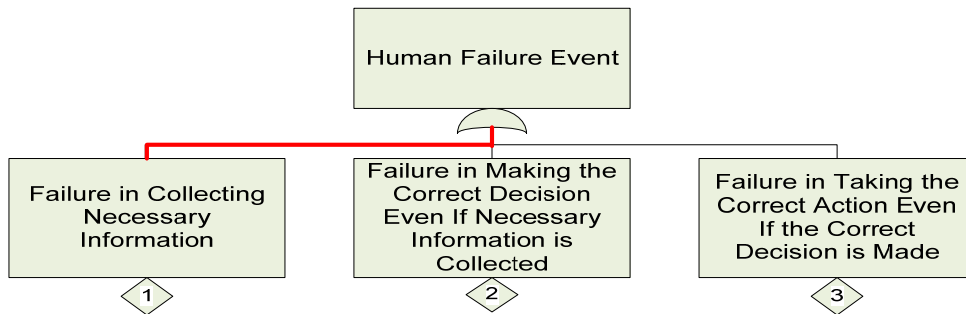 Human Failure Event
Failure in Collecting
Necessary
Information
Failure in Making the
Correct Decision
Even If Necessary
Information is
Collected
Failure in Taking the
Correct Action Even
If the Correct
Decision is Made
1
2
3